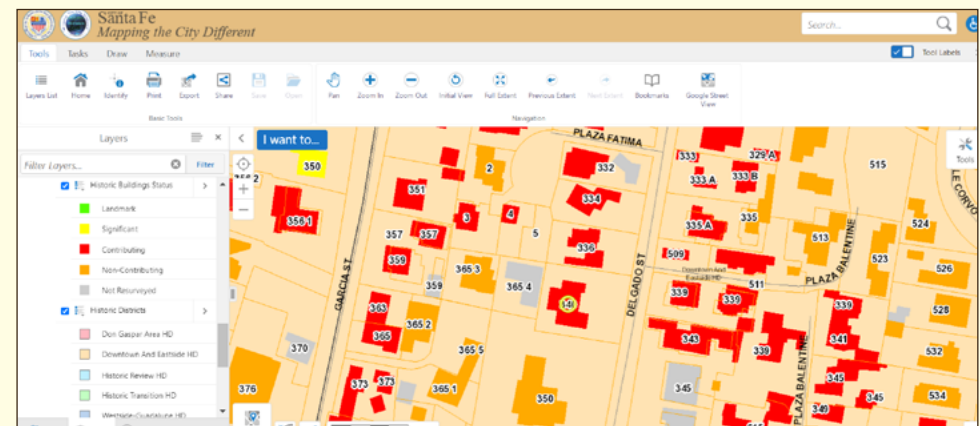 Santa Fe
Mapping the City Different
Search...
Tools Tasks Draw Measure
Tool Labels
Layers List Home Identify Print Export Share Save Open Pan Zoom In Zoom Out Initial View Full Extent Previous Extent Next Extent Bookmarks Google Street View
Basic Tools Navigation
Layers
I want to...
Filter Layers... Filter
Tools
Historic Buildings Status
Landmark
Significant
Contributing
Non-Contributing
Not Resurveyed
Historic Districts
Don Gaspar Area HD
Downtown And Eastside HD
Historic Review HD
Historic Transition HD
Westside-Guadalupe HD
PLAZA FATIMA
350 2 332 333 329 A 515
351 333 A 333 B
334
356 1 3 4 335 A 335 524
357 357 5 513
336
359 509 523
365 3 Downtown And Eastside HD 526
359 365 4 511 PLAZA BALENTINE
GARCIA ST
DELGADO ST
339 339 339 528
363
365 2
365 343 341
370 365 5 339 532
373 373 345
376 365 1 350 345 345 534
349
PLAZA BALENTINE